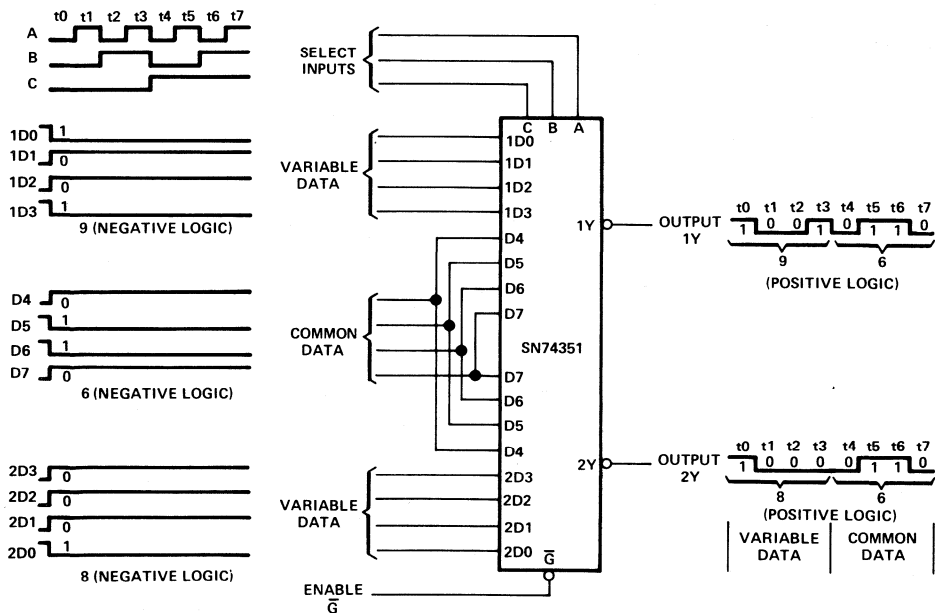 t0 t1 t2 t3 t4 t5 t6 t7
A
B
C
1D0 1
1D1 0
1D2 0
1D3 1
9 (NEGATIVE LOGIC)
D4 0
D5 1
D6 1
D7 0
6 (NEGATIVE LOGIC)
2D3 0
2D2 0
2D1 0
2D0 1
8 (NEGATIVE LOGIC)
SELECT
INPUTS
VARIABLE
DATA
COMMON
DATA
VARIABLE
DATA
ENABLE
G̅
C B A
1D0
1D1
1D2
1D3
D4
D5
D6
D7
SN74351
D7
D6
D5
D4
2D3
2D2
2D1
2D0
G̅
1Y
2Y
OUTPUT
1Y
t0 t1 t2 t3 t4 t5 t6 t7
1 0 0 1 0 1 1 0
9 6
(POSITIVE LOGIC)
OUTPUT
2Y
t0 t1 t2 t3 t4 t5 t6 t7
1 0 0 0 0 1 1 0
8 6
(POSITIVE LOGIC)
VARIABLE COMMON
DATA DATA